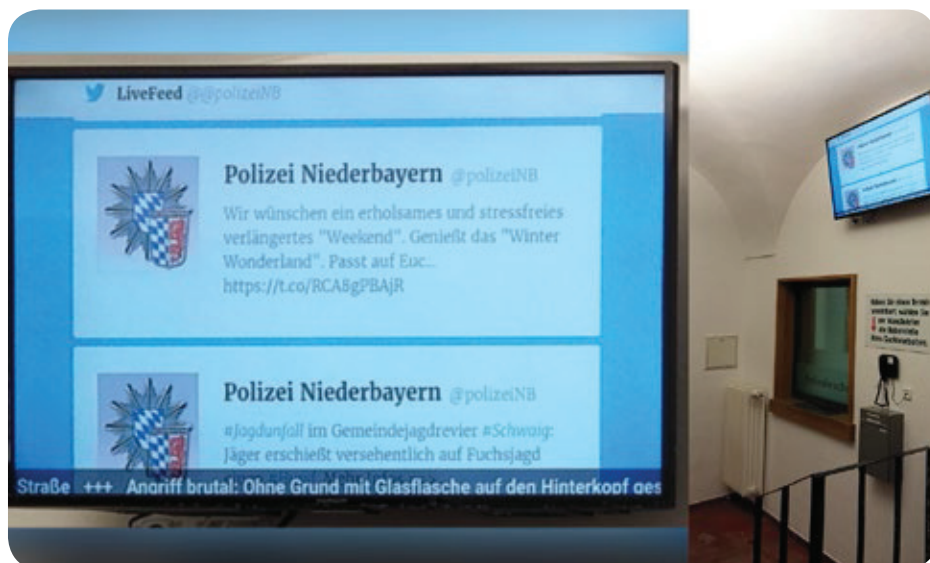 LiveFeed @@polizeiNB
Polizei Niederbayern @polizeiNB
Wir wünschen ein erholsames und stressfreies
verlängertes "Weekend". Genießt das "Winter
Wonderland". Passt auf Euc...
https://t.co/RCA8gPBAjR
Polizei Niederbayern @polizeiNB
#Jagdunfall im Gemeindejagdrevier #Schwaig:
Jäger erschießt versehentlich auf Fuchsjagd
Straße +++ Angriff brutal: Ohne Grund mit Glasflasche auf den Hinterkopf ges